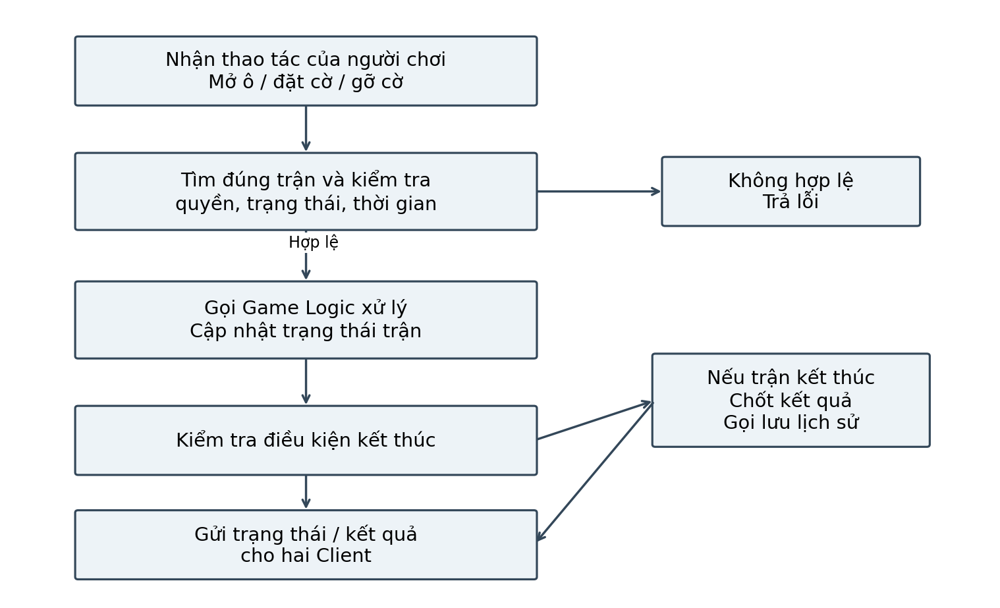 Nhận thao tác của người chơi
Mở ô / đặt cờ / gỡ cờ
Tìm đúng trận và kiểm tra
quyền, trạng thái, thời gian
Không hợp lệ
Trả lỗi
Hợp lệ
Gọi Game Logic xử lý
Cập nhật trạng thái trận
Nếu trận kết thúc
Chốt kết quả
Gọi lưu lịch sử
Kiểm tra điều kiện kết thúc
Gửi trạng thái / kết quả
cho hai Client